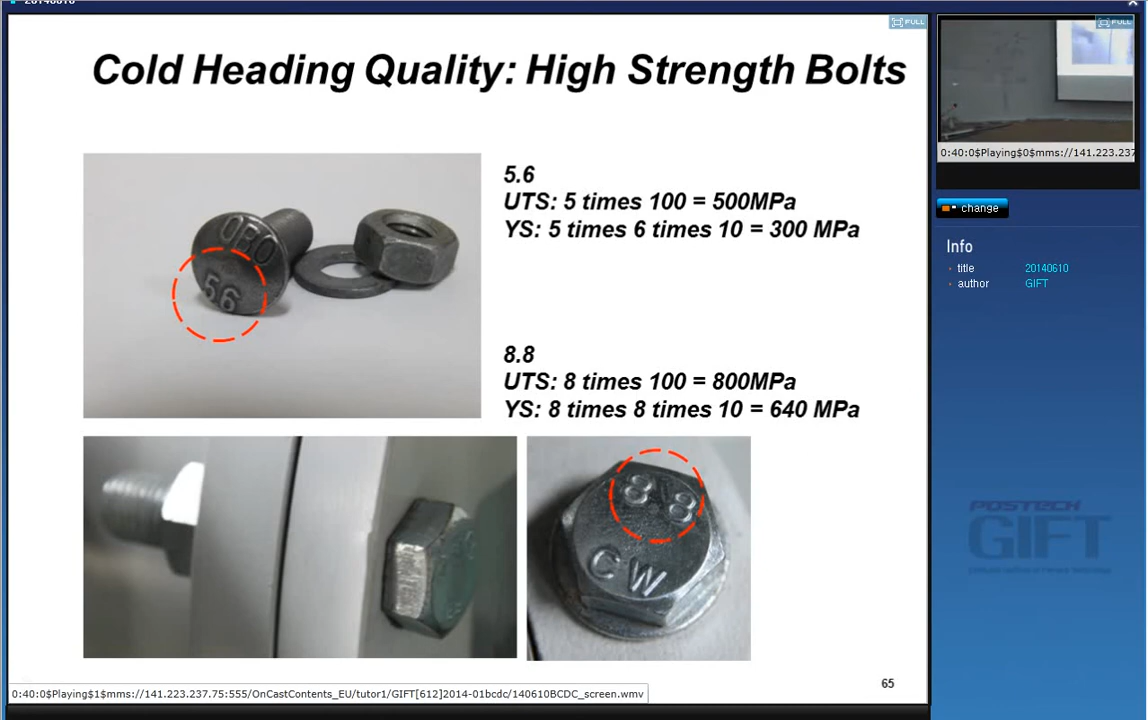 20140610
FULL
Cold Heading Quality: High Strength Bolts
5.6
UTS: 5 times 100 = 500MPa
YS: 5 times 6 times 10 = 300 MPa
OBO
56
8.8
UTS: 8 times 100 = 800MPa
YS: 8 times 8 times 10 = 640 MPa
8\8
CW
65
0:40:0$Playing$1$mms://141.223.237.75:555/OnCastContents_EU/tutor1/GIFT[612]2014-01bcdc/140610BCDC_screen.wmv
FULL
0:40:0$Playing$0$mms://141.223.237
change
Info
title 20140610
author GIFT
POSTECH
GIFT